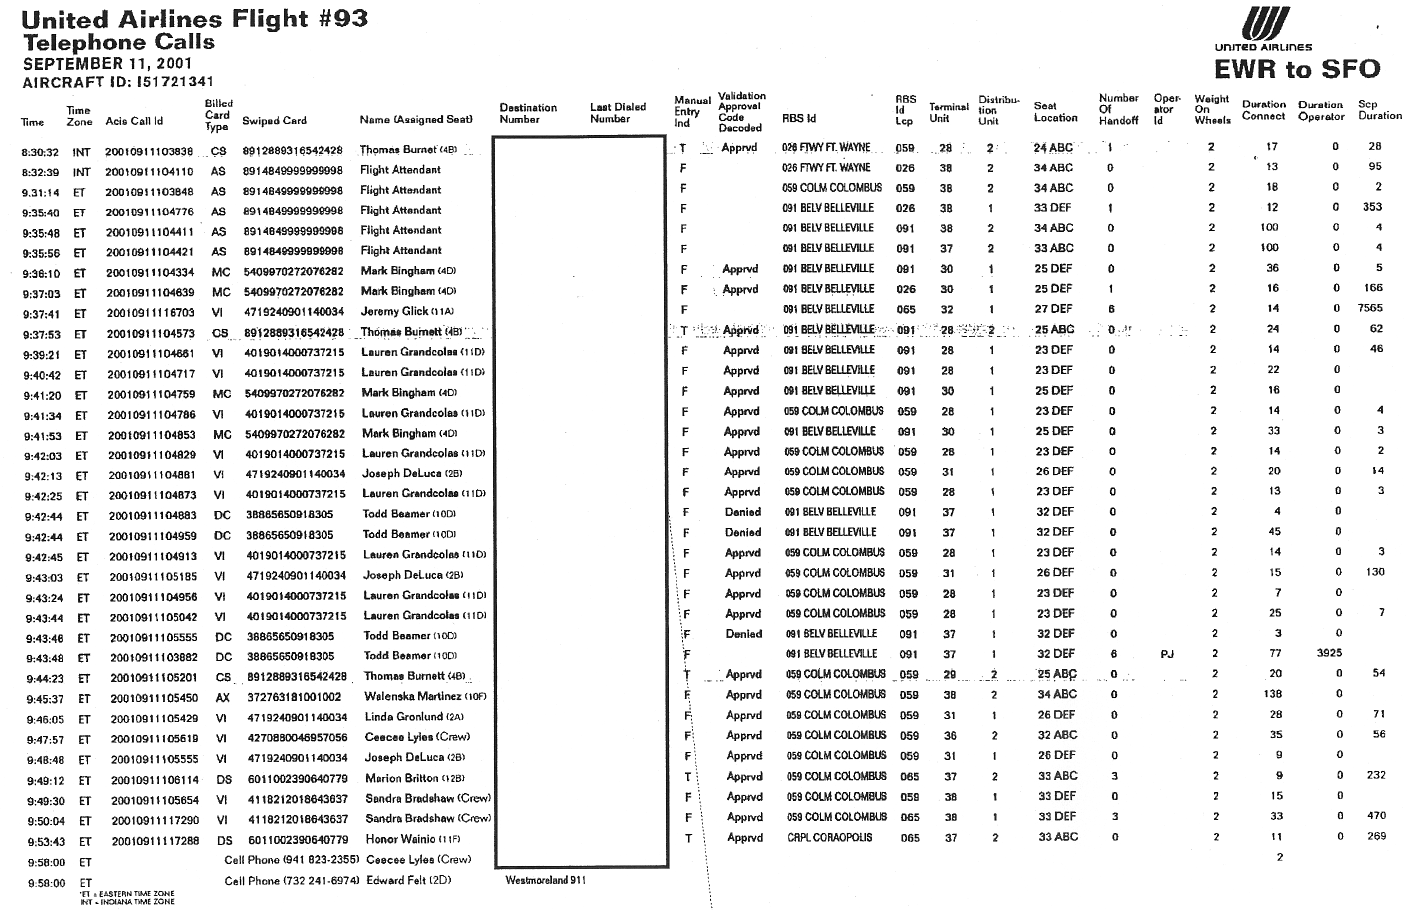 United Airlines Flight #93
Telephone Calls
SEPTEMBER 11, 2001
AIRCRAFT ID: I51721341
UNITED AIRLINES
EWR to SFO
Time Time Zone Acis Call Id Billed Card Type Swiped Card Name (Assigned Seat) Destination Number Last Dialed Number Manual Entry Ind Validation Approval Code Decoded RBS Id RBS Id Lcp Terminal Unit Distribu-tion Unit Seat Location Number Of Handoff Oper-ator Id Weight On Wheels Duration Connect Duration Operator Scp Duration
8:30:32 INT 20010911103838 CS 8912889316542428 Thomas Burnet (4B) T Apprvd 026 FTWY FT. WAYNE 059 28 2 24 ABC 1 2 17 0 28
8:32:39 INT 20010911104110 AS 8914849999999998 Flight Attendant F 026 FTWY FT. WAYNE 026 38 2 34 ABC 0 2 13 0 95
9.31:14 ET 20010911103848 AS 8914849999999998 Flight Attendant F 059 COLM COLOMBUS 059 38 2 34 ABC 0 2 18 0 2
9:35:40 ET 20010911104776 AS 8914849999999998 Flight Attendant F 091 BELV BELLEVILLE 026 38 1 33 DEF 1 2 12 0 353
9:35:48 ET 20010911104411 AS 8914849999999998 Flight Attendant F 091 BELV BELLEVILLE 091 38 2 34 ABC 0 2 100 0 4
9:35:56 ET 20010911104421 AS 8914849999999998 Flight Attendant F 091 BELV BELLEVILLE 091 37 2 33 ABC 0 2 100 0 4
9:36:10 ET 20010911104334 MC 5409970272076282 Mark Bingham (4D) F Apprvd 091 BELV BELLEVILLE 091 30 1 25 DEF 0 2 36 0 5
9:37:03 ET 20010911104639 MC 5409970272076282 Mark Bingham (4D) F Apprvd 091 BELV BELLEVILLE 026 30 1 25 DEF 1 2 16 0 166
9:37:41 ET 20010911116703 VI 4719240901140034 Jeremy Glick (11A) F 091 BELV BELLEVILLE 065 32 1 27 DEF 6 2 14 0 7565
9:37:53 ET 20010911104573 CS 8912889316542428 Thomas Burnett (4B) T Apprvd 091 BELV BELLEVILLE 091 28 2 25 ABC 0 2 24 0 62
9:39:21 ET 20010911104661 VI 4019014000737215 Lauren Grandcolas (11D) F Apprvd 091 BELV BELLEVILLE 091 28 1 23 DEF 0 2 14 0 46
9:40:42 ET 20010911104717 VI 4019014000737215 Lauren Grandcolas (11D) F Apprvd 091 BELV BELLEVILLE 091 28 1 23 DEF 0 2 22 0
9:41:20 ET 20010911104759 MC 5409970272076282 Mark Bingham (4D) F Apprvd 091 BELV BELLEVILLE 091 30 1 25 DEF 0 2 16 0
9:41:34 ET 20010911104786 VI 4019014000737215 Lauren Grandcolas (11D) F Apprvd 059 COLM COLOMBUS 059 28 1 23 DEF 0 2 14 0 4
9:41:53 ET 20010911104853 MC 5409970272076282 Mark Bingham (4D) F Apprvd 091 BELV BELLEVILLE 091 30 1 25 DEF 0 2 33 0 3
9:42:03 ET 20010911104829 VI 4019014000737215 Lauren Grandcolas (11D) F Apprvd 059 COLM COLOMBUS 059 28 1 23 DEF 0 2 14 0 2
9:42:13 ET 20010911104881 VI 4719240901140034 Joseph DeLuca (2B) F Apprvd 059 COLM COLOMBUS 059 31 1 26 DEF 0 2 20 0 14
9:42:25 ET 20010911104873 VI 4019014000737215 Lauren Grandcolas (11D) F Apprvd 059 COLM COLOMBUS 059 28 1 23 DEF 0 2 13 0 3
9:42:44 ET 20010911104883 DC 38865650918305 Todd Beamer (10D) F Denied 091 BELV BELLEVILLE 091 37 1 32 DEF 0 2 4 0
9:42:44 ET 20010911104959 DC 38865650918305 Todd Beamer (10D) F Denied 091 BELV BELLEVILLE 091 37 1 32 DEF 0 2 45 0
9:42:45 ET 20010911104913 VI 4019014000737215 Lauren Grandcolas (11D) F Apprvd 059 COLM COLOMBUS 059 28 1 23 DEF 0 2 14 0 3
9:43:03 ET 20010911105185 VI 4719240901140034 Joseph DeLuca (2B) F Apprvd 059 COLM COLOMBUS 059 31 1 26 DEF 0 2 15 0 130
9:43:24 ET 20010911104956 VI 4019014000737215 Lauren Grandcolas (11D) F Apprvd 059 COLM COLOMBUS 059 28 1 23 DEF 0 2 7 0
9:43:44 ET 20010911105042 VI 4019014000737215 Lauren Grandcolas (11D) F Apprvd 059 COLM COLOMBUS 059 28 1 23 DEF 0 2 25 0 7
9:43:46 ET 20010911105555 DC 38865650918305 Todd Beamer (10D) F Denied 091 BELV BELLEVILLE 091 37 1 32 DEF 0 2 3 0
9:43:48 ET 20010911103882 DC 38865650918305 Todd Beamer (10D) F 091 BELV BELLEVILLE 091 37 1 32 DEF 6 PJ 2 77 3925
9:44:23 ET 20010911105201 CS 8912889316542428 Thomas Burnett (4B) T Apprvd 059 COLM COLOMBUS 059 29 2 25 ABC 0 2 20 0 54
9:45:37 ET 20010911105450 AX 372763181001002 Walenska Martinez (10F) F Apprvd 059 COLM COLOMBUS 059 38 2 34 ABC 0 2 138 0
9:46:05 ET 20010911105429 VI 4719240901140034 Linda Gronlund (2A) F Apprvd 059 COLM COLOMBUS 059 31 1 26 DEF 0 2 28 0 71
9:47:57 ET 20010911105619 VI 4270880046957056 Ceecee Lyles (Crew) F Apprvd 059 COLM COLOMBUS 059 36 2 32 ABC 0 2 35 0 56
9:48:48 ET 20010911105555 VI 4719240901140034 Joseph DeLuca (2B) F Apprvd 059 COLM COLOMBUS 059 31 1 26 DEF 0 2 9 0
9:49:12 ET 20010911106114 DS 6011002390640779 Marion Britton (12B) T Apprvd 059 COLM COLOMBUS 065 37 2 33 ABC 3 2 9 0 232
9:49:30 ET 20010911105654 VI 4118212018643637 Sandra Bradshaw (Crew) F Apprvd 059 COLM COLOMBUS 059 38 1 33 DEF 0 2 15 0
9:50:04 ET 20010911117290 VI 4118212018643637 Sandra Bradshaw (Crew) F Apprvd 059 COLM COLOMBUS 065 38 1 33 DEF 3 2 33 0 470
9:53:43 ET 20010911117288 DS 6011002390640779 Honor Wainio (11F) T Apprvd CRPL CORAOPOLIS 065 37 2 33 ABC 0 2 11 0 269
9:58:00 ET Cell Phone (941 823-2355) Ceecee Lyles (Crew) 2
9:58:00 ET Cell Phone (732 241-6974) Edward Felt (2D) Westmoreland 911
*ET = EASTERN TIME ZONE
INT = INDIANA TIME ZONE